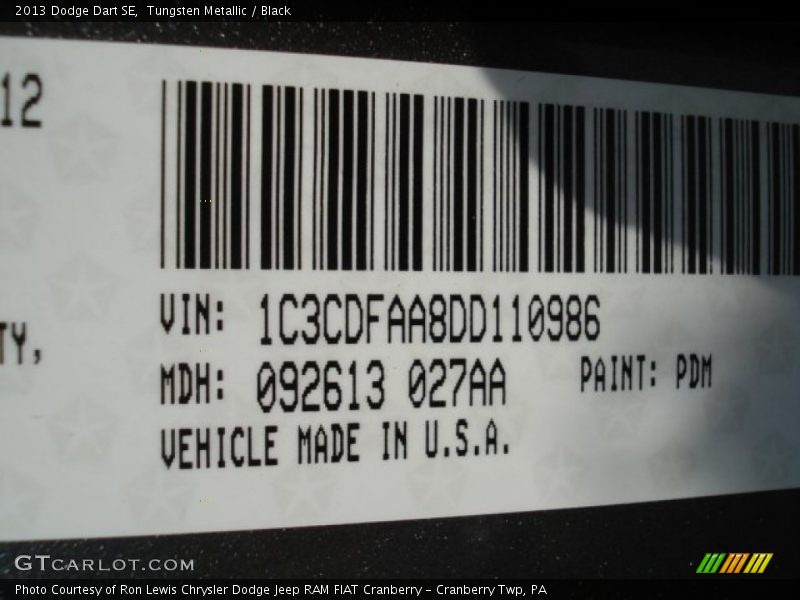 2013 Dodge Dart SE, Tungsten Metallic / Black
12
VIN: 1C3CDFAA8DD110986
TY,
MDH: 092613 027AA PAINT: PDM
VEHICLE MADE IN U.S.A.
GTCARLOT.COM
Photo Courtesy of Ron Lewis Chrysler Dodge Jeep RAM FIAT Cranberry – Cranberry Twp, PA